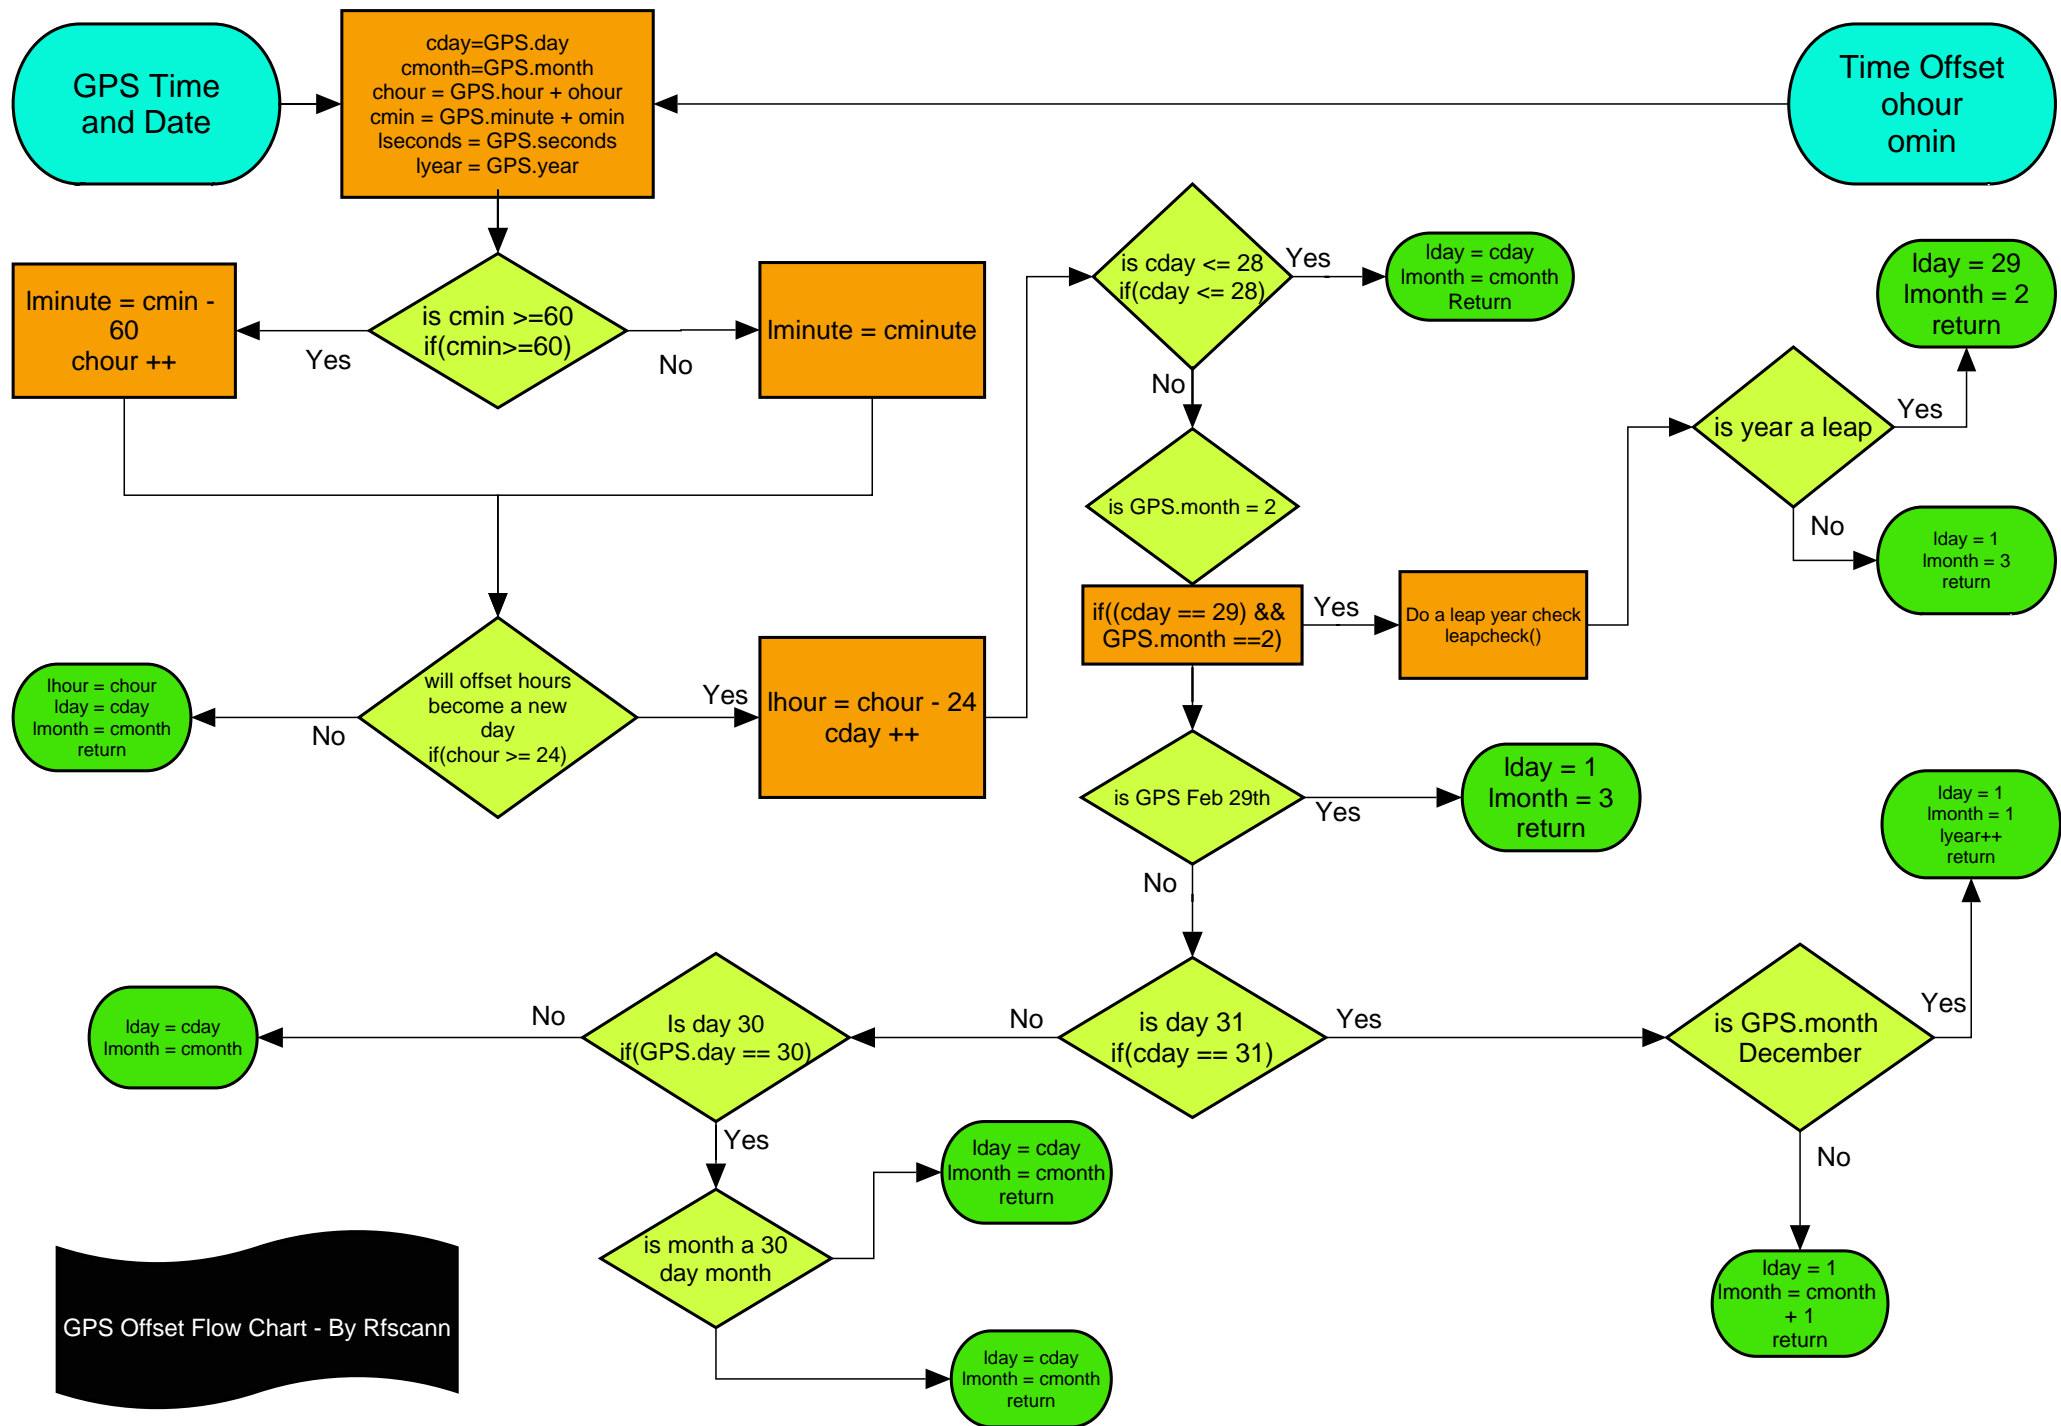 GPS Time
and Date
cday=GPS.day
cmonth=GPS.month
chour = GPS.hour + ohour
cmin = GPS.minute + omin
lseconds = GPS.seconds
lyear = GPS.year
Time Offset
ohour
omin
lminute = cmin -
60
chour ++
Yes
is cmin >=60
if(cmin>=60)
No
lminute = cminute
is cday <= 28
if(cday <= 28)
Yes
lday = cday
lmonth = cmonth
Return
No
lday = 29
lmonth = 2
return
is year a leap
Yes
No
lday = 1
lmonth = 3
return
is GPS.month = 2
if((cday == 29) &&
GPS.month ==2)
Yes
Do a leap year check
leapcheck()
lhour = chour
lday = cday
lmonth = cmonth
return
No
will offset hours
become a new
day
if(chour >= 24)
Yes
lhour = chour - 24
cday ++
is GPS Feb 29th
Yes
lday = 1
lmonth = 3
return
No
lday = 1
lmonth = 1
lyear++
return
lday = cday
lmonth = cmonth
No
Is day 30
if(GPS.day == 30)
No
is day 31
if(cday == 31)
Yes
is GPS.month
December
Yes
Yes
No
is month a 30
day month
lday = cday
lmonth = cmonth
return
lday = 1
lmonth = cmonth
+ 1
return
lday = cday
lmonth = cmonth
return
GPS Offset Flow Chart - By Rfscann